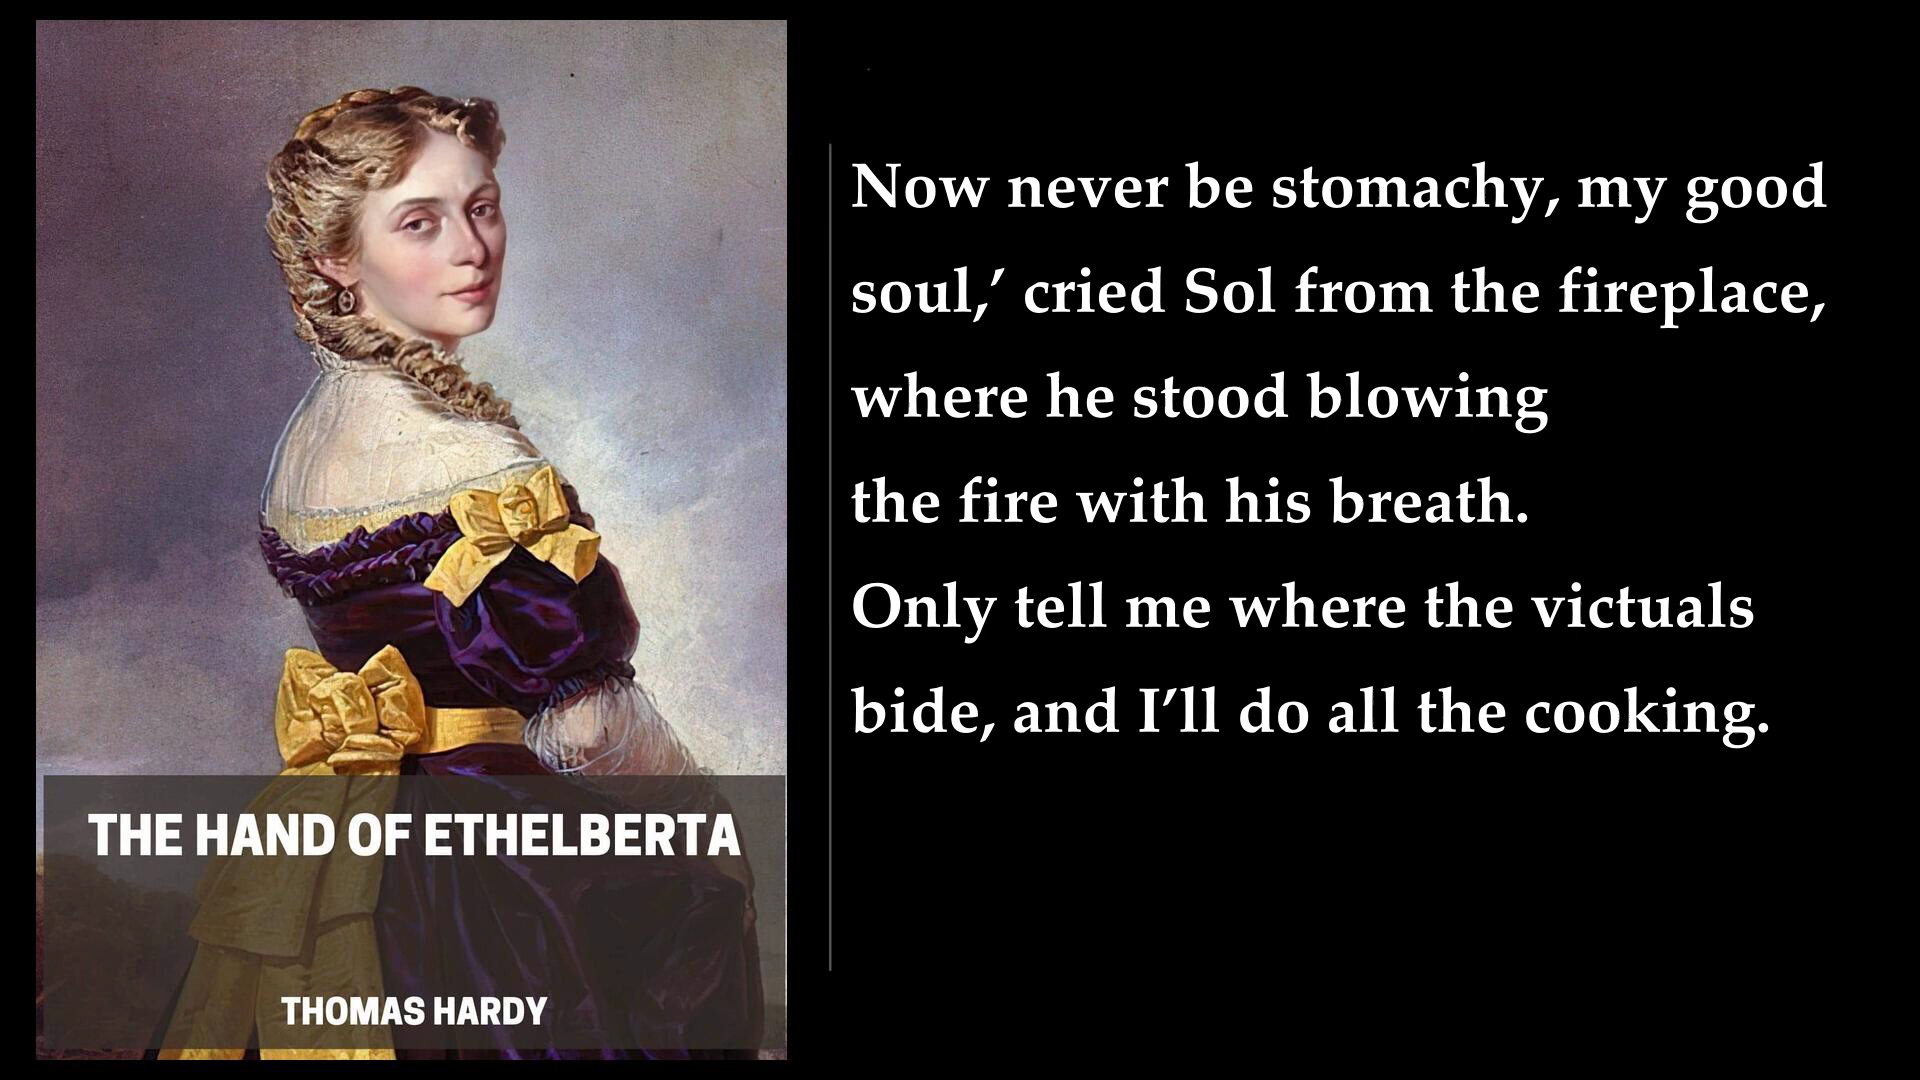 THE HAND OF ETHELBERTA
THOMAS HARDY
Now never be stomachy, my good
soul,’ cried Sol from the fireplace,
where he stood blowing
the fire with his breath.
Only tell me where the victuals
bide, and I’ll do all the cooking.